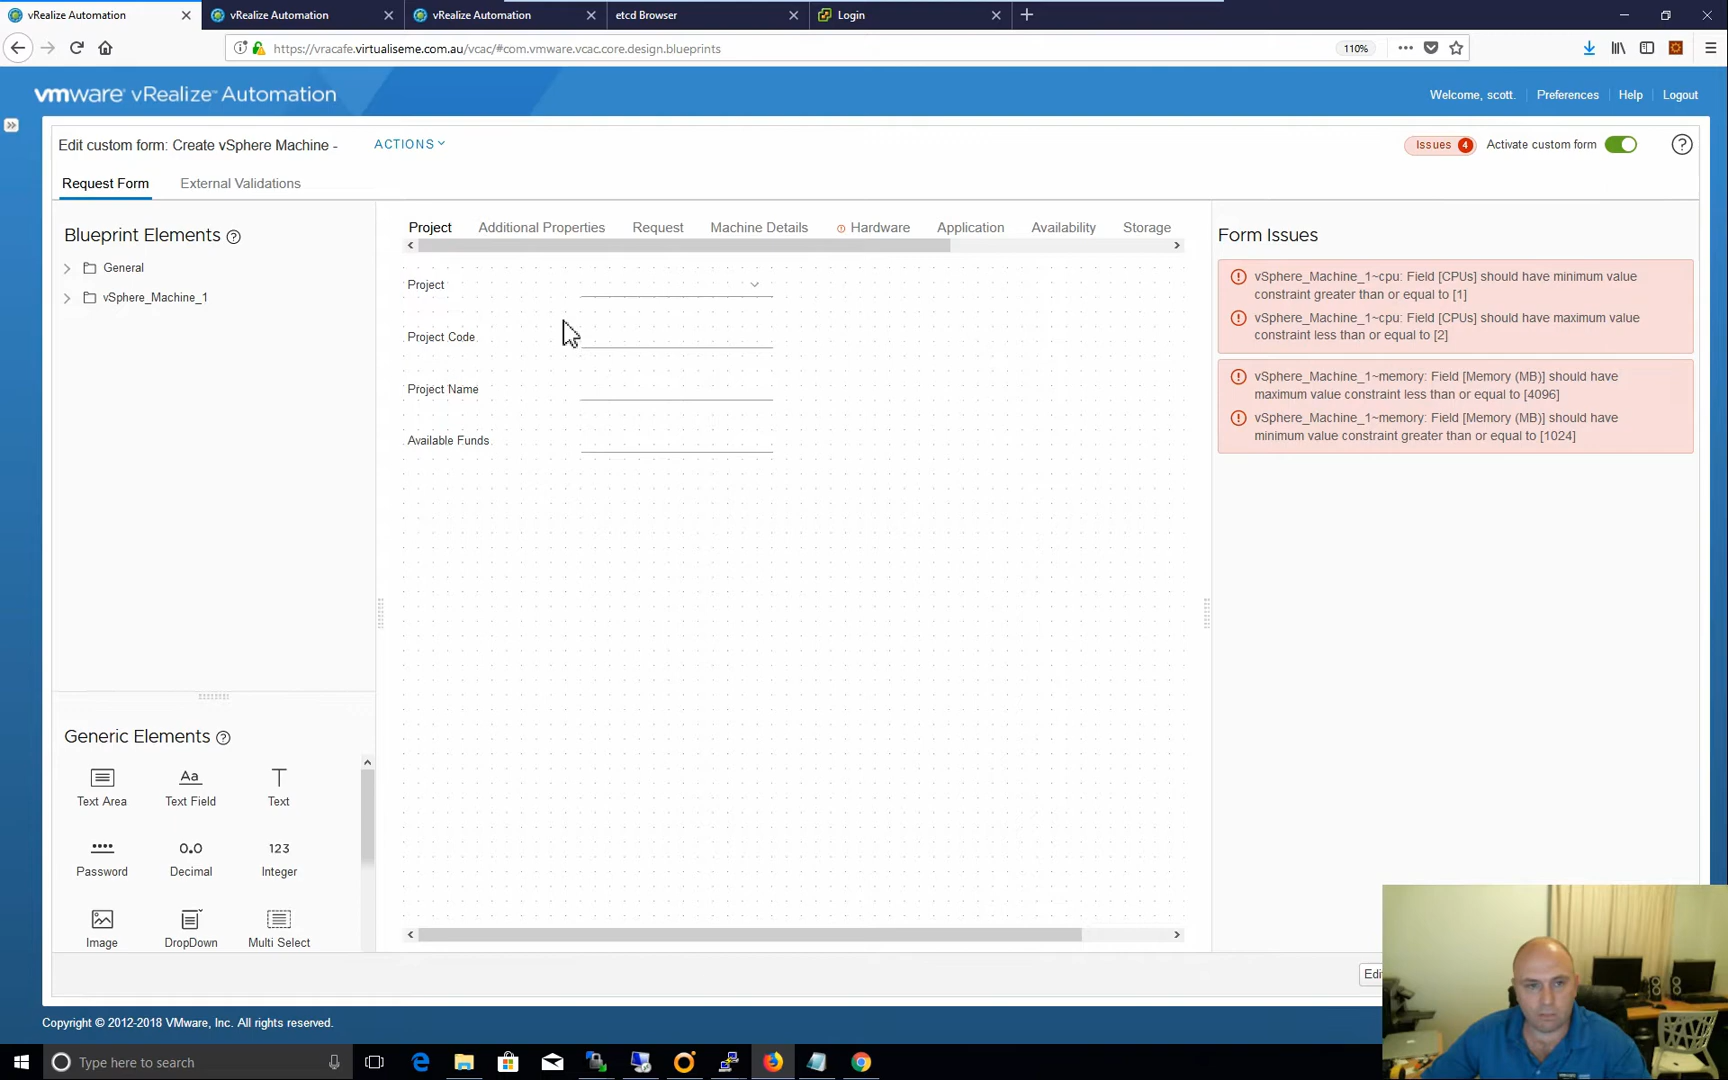 vRealize Automation
vRealize Automation
vRealize Automation
etcd Browser
Login
https://vracafe.virtualiseme.com.au/vcac/#com.vmware.vcac.core.design.blueprints
110%
vmware vRealize Automation
Welcome, scott.
Preferences
Help
Logout
Edit custom form: Create vSphere Machine -
ACTIONS
Issues 4
Activate custom form
Request Form
External Validations
Blueprint Elements
General
vSphere_Machine_1
Project
Additional Properties
Request
Machine Details
Hardware
Application
Availability
Storage
Project
Project Code
Project Name
Available Funds
Form Issues
vSphere_Machine_1~cpu: Field [CPUs] should have minimum value
constraint greater than or equal to [1]
vSphere_Machine_1~cpu: Field [CPUs] should have maximum value
constraint less than or equal to [2]
vSphere_Machine_1~memory: Field [Memory (MB)] should have
maximum value constraint less than or equal to [4096]
vSphere_Machine_1~memory: Field [Memory (MB)] should have
minimum value constraint greater than or equal to [1024]
Generic Elements
Aa
T
Text Area
Text Field
Text
0.0
123
Password
Decimal
Integer
Image
DropDown
Multi Select
Edi
Copyright © 2012-2018 VMware, Inc. All rights reserved.
Type here to search